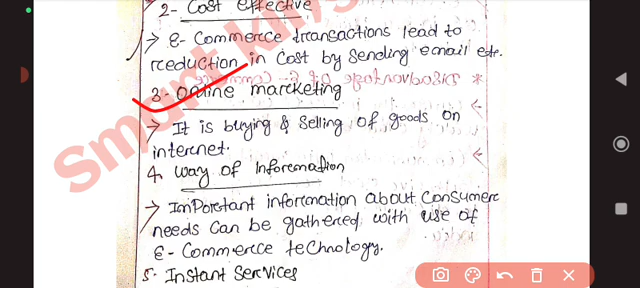 2- Cost effective
→ E-Commerce transactions lead to
reduction in Cost by Sending email etc.
3- Online marketing
→ It is buying & Selling of goods on
internet.
4. Way of Information
→ Important information about Consumer
needs Can be gathered with use of
E-Commerce technology.
5. Instant Services